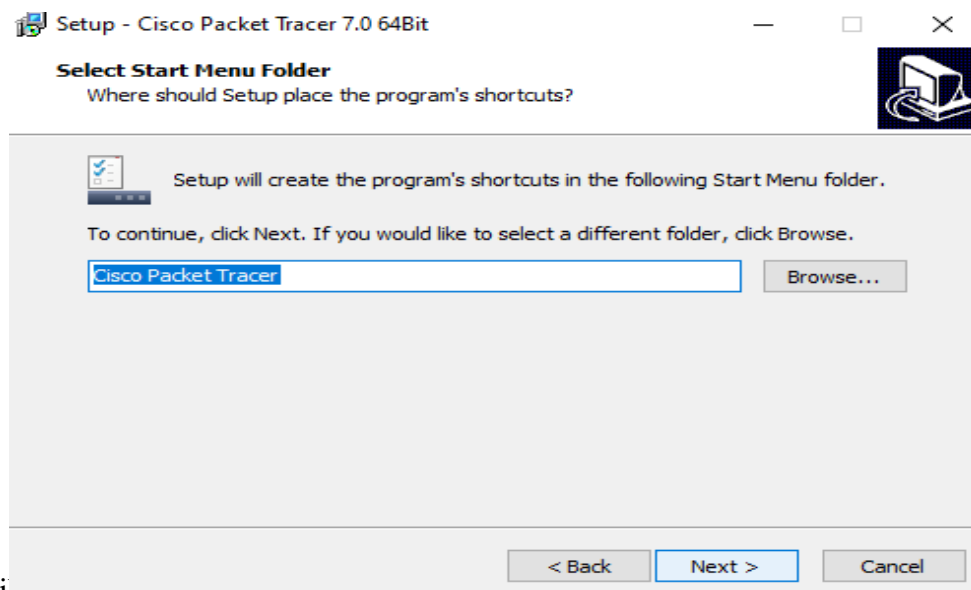 Setup - Cisco Packet Tracer 7.0 64Bit
Select Start Menu Folder
Where should Setup place the program's shortcuts?
Setup will create the program's shortcuts in the following Start Menu folder.
To continue, click Next. If you would like to select a different folder, click Browse.
Cisco Packet Tracer
Browse...
< Back
Next >
Cancel
i